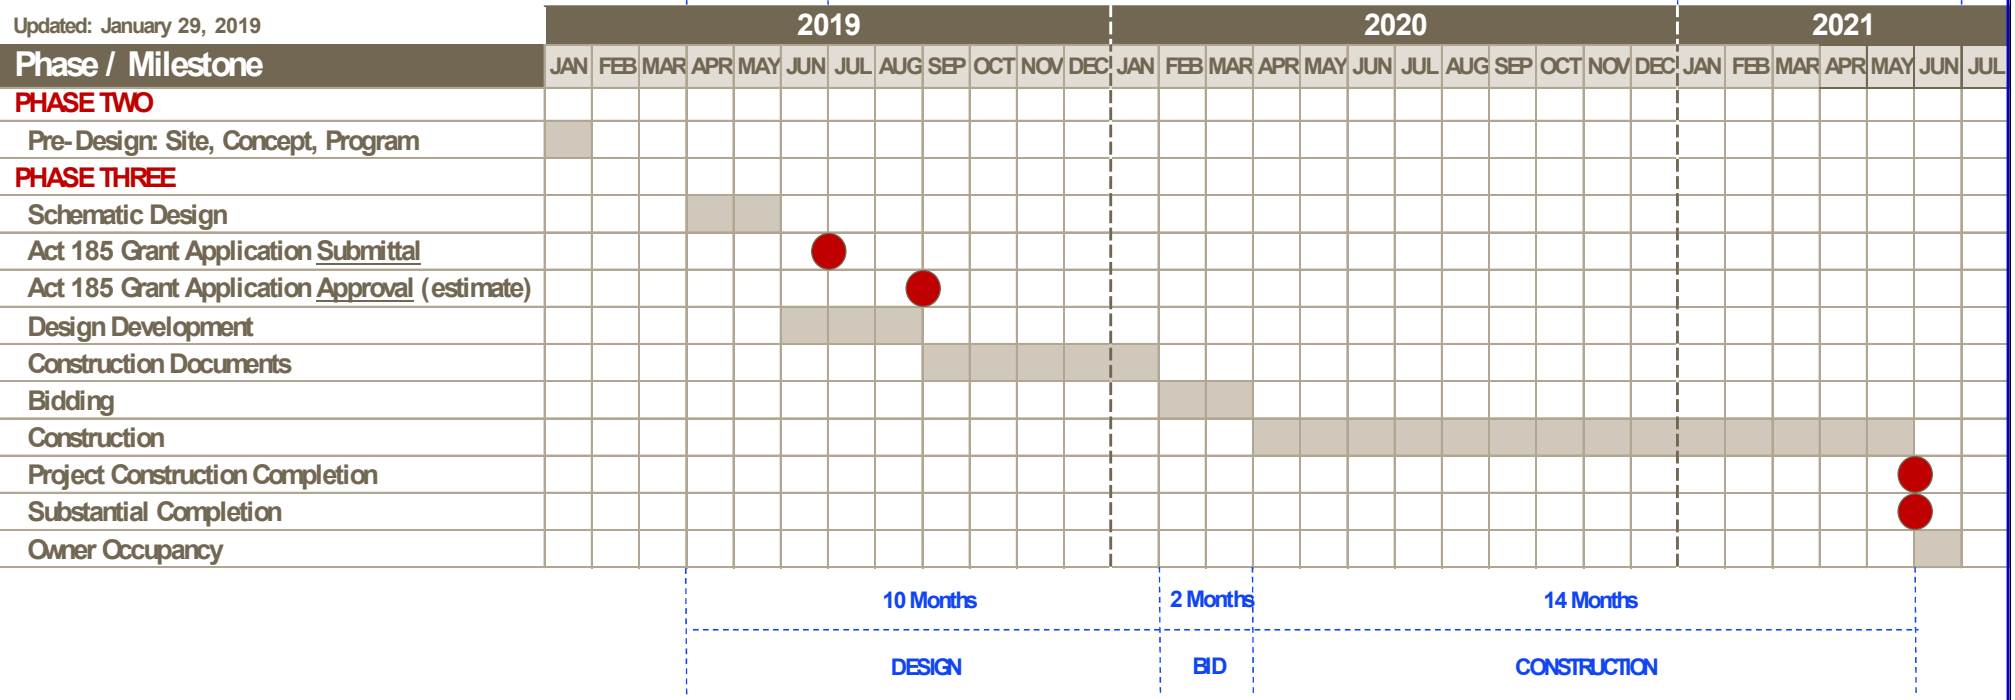 Updated: January 29, 2019
2019 2020 2021
Phase / Milestone JAN FEB MAR APR MAY JUN JUL AUG SEP OCT NOV DEC JAN FEB MAR APR MAY JUN JUL AUG SEP OCT NOV DEC JAN FEB MAR APR MAY JUN JUL
PHASE TWO
Pre-Design: Site, Concept, Program
PHASE THREE
Schematic Design
Act 185 Grant Application Submittal
Act 185 Grant Application Approval (estimate)
Design Development
Construction Documents
Bidding
Construction
Project Construction Completion
Substantial Completion
Owner Occupancy
10 Months 2 Months 14 Months
DESIGN BID CONSTRUCTION